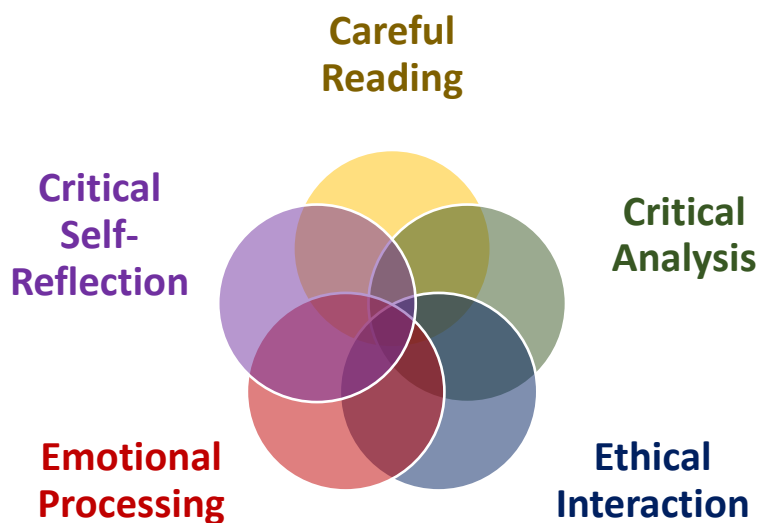 Careful
Reading
Critical
Self-
Reflection
Critical
Analysis
Emotional
Processing
Ethical
Interaction